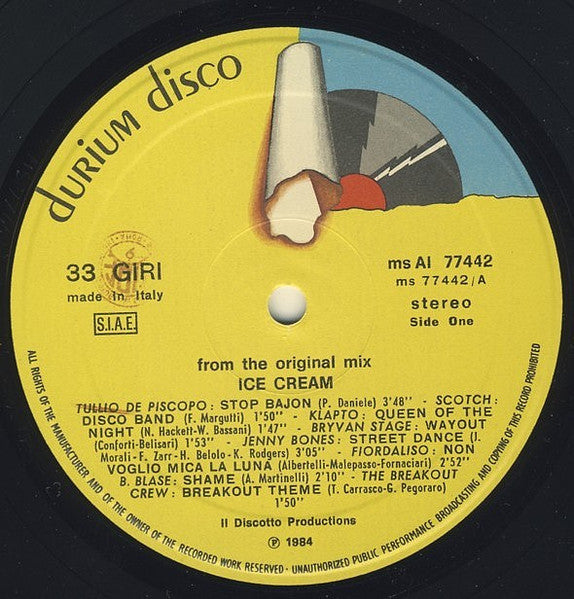 durium disco
33 GIRI
made in Italy
S.I.A.E.
ms AI 77442
ms 77442/A
stereo
Side One
from the original mix
ICE CREAM
TULLIO DE PISCOPO: STOP BAJON (P. Daniele) 3'48" - SCOTCH:
DISCO BAND (F. Margutti) 1'50" - KLAPTO: QUEEN OF THE
NIGHT (N. Hackett-W. Bassani) 1'47" - BRYVAN STAGE: WAYOUT
(Conforti-Belisari) 1'53" - JENNY BONES: STREET DANCE (I.
Morali-F. Zarr-H. Belolo-K. Rodgers) 3'05" - FIORDALISO: NON
VOGLIO MICA LA LUNA (Albertelli-Malepasso-Fornaciari) 2'52"
B. BLASE: SHAME (A. Martinelli) 2'10" - THE BREAKOUT
CREW: BREAKOUT THEME (T. Carrasco-G. Pegoraro)
1'50"
Il Discotto Productions
℗ 1984
ALL RIGHTS OF THE MANUFACTURER AND OF THE OWNER OF THE RECORDED WORK RESERVED - UNAUTHORIZED PUBLIC PERFORMANCE BROADCASTING AND COPYING OF THIS RECORD PROHIBITED